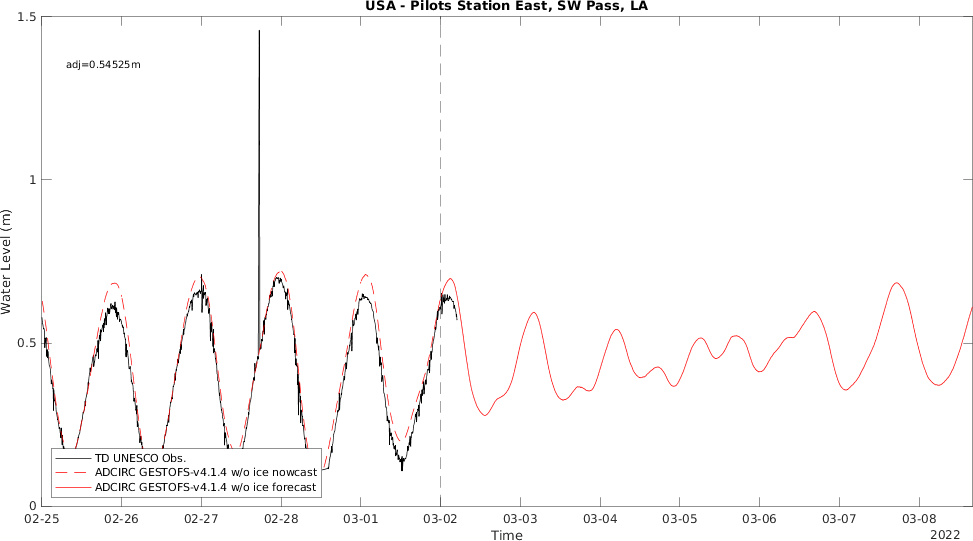 USA - Pilots Station East, SW Pass, LA
1.5
adj=0.54525m
1
Water Level (m)
0.5
TD UNESCO Obs.
ADCIRC GESTOFS-v4.1.4 w/o ice nowcast
ADCIRC GESTOFS-v4.1.4 w/o ice forecast
0
02-25 02-26 02-27 02-28 03-01 03-02 03-03 03-04 03-05 03-06 03-07 03-08
Time
2022